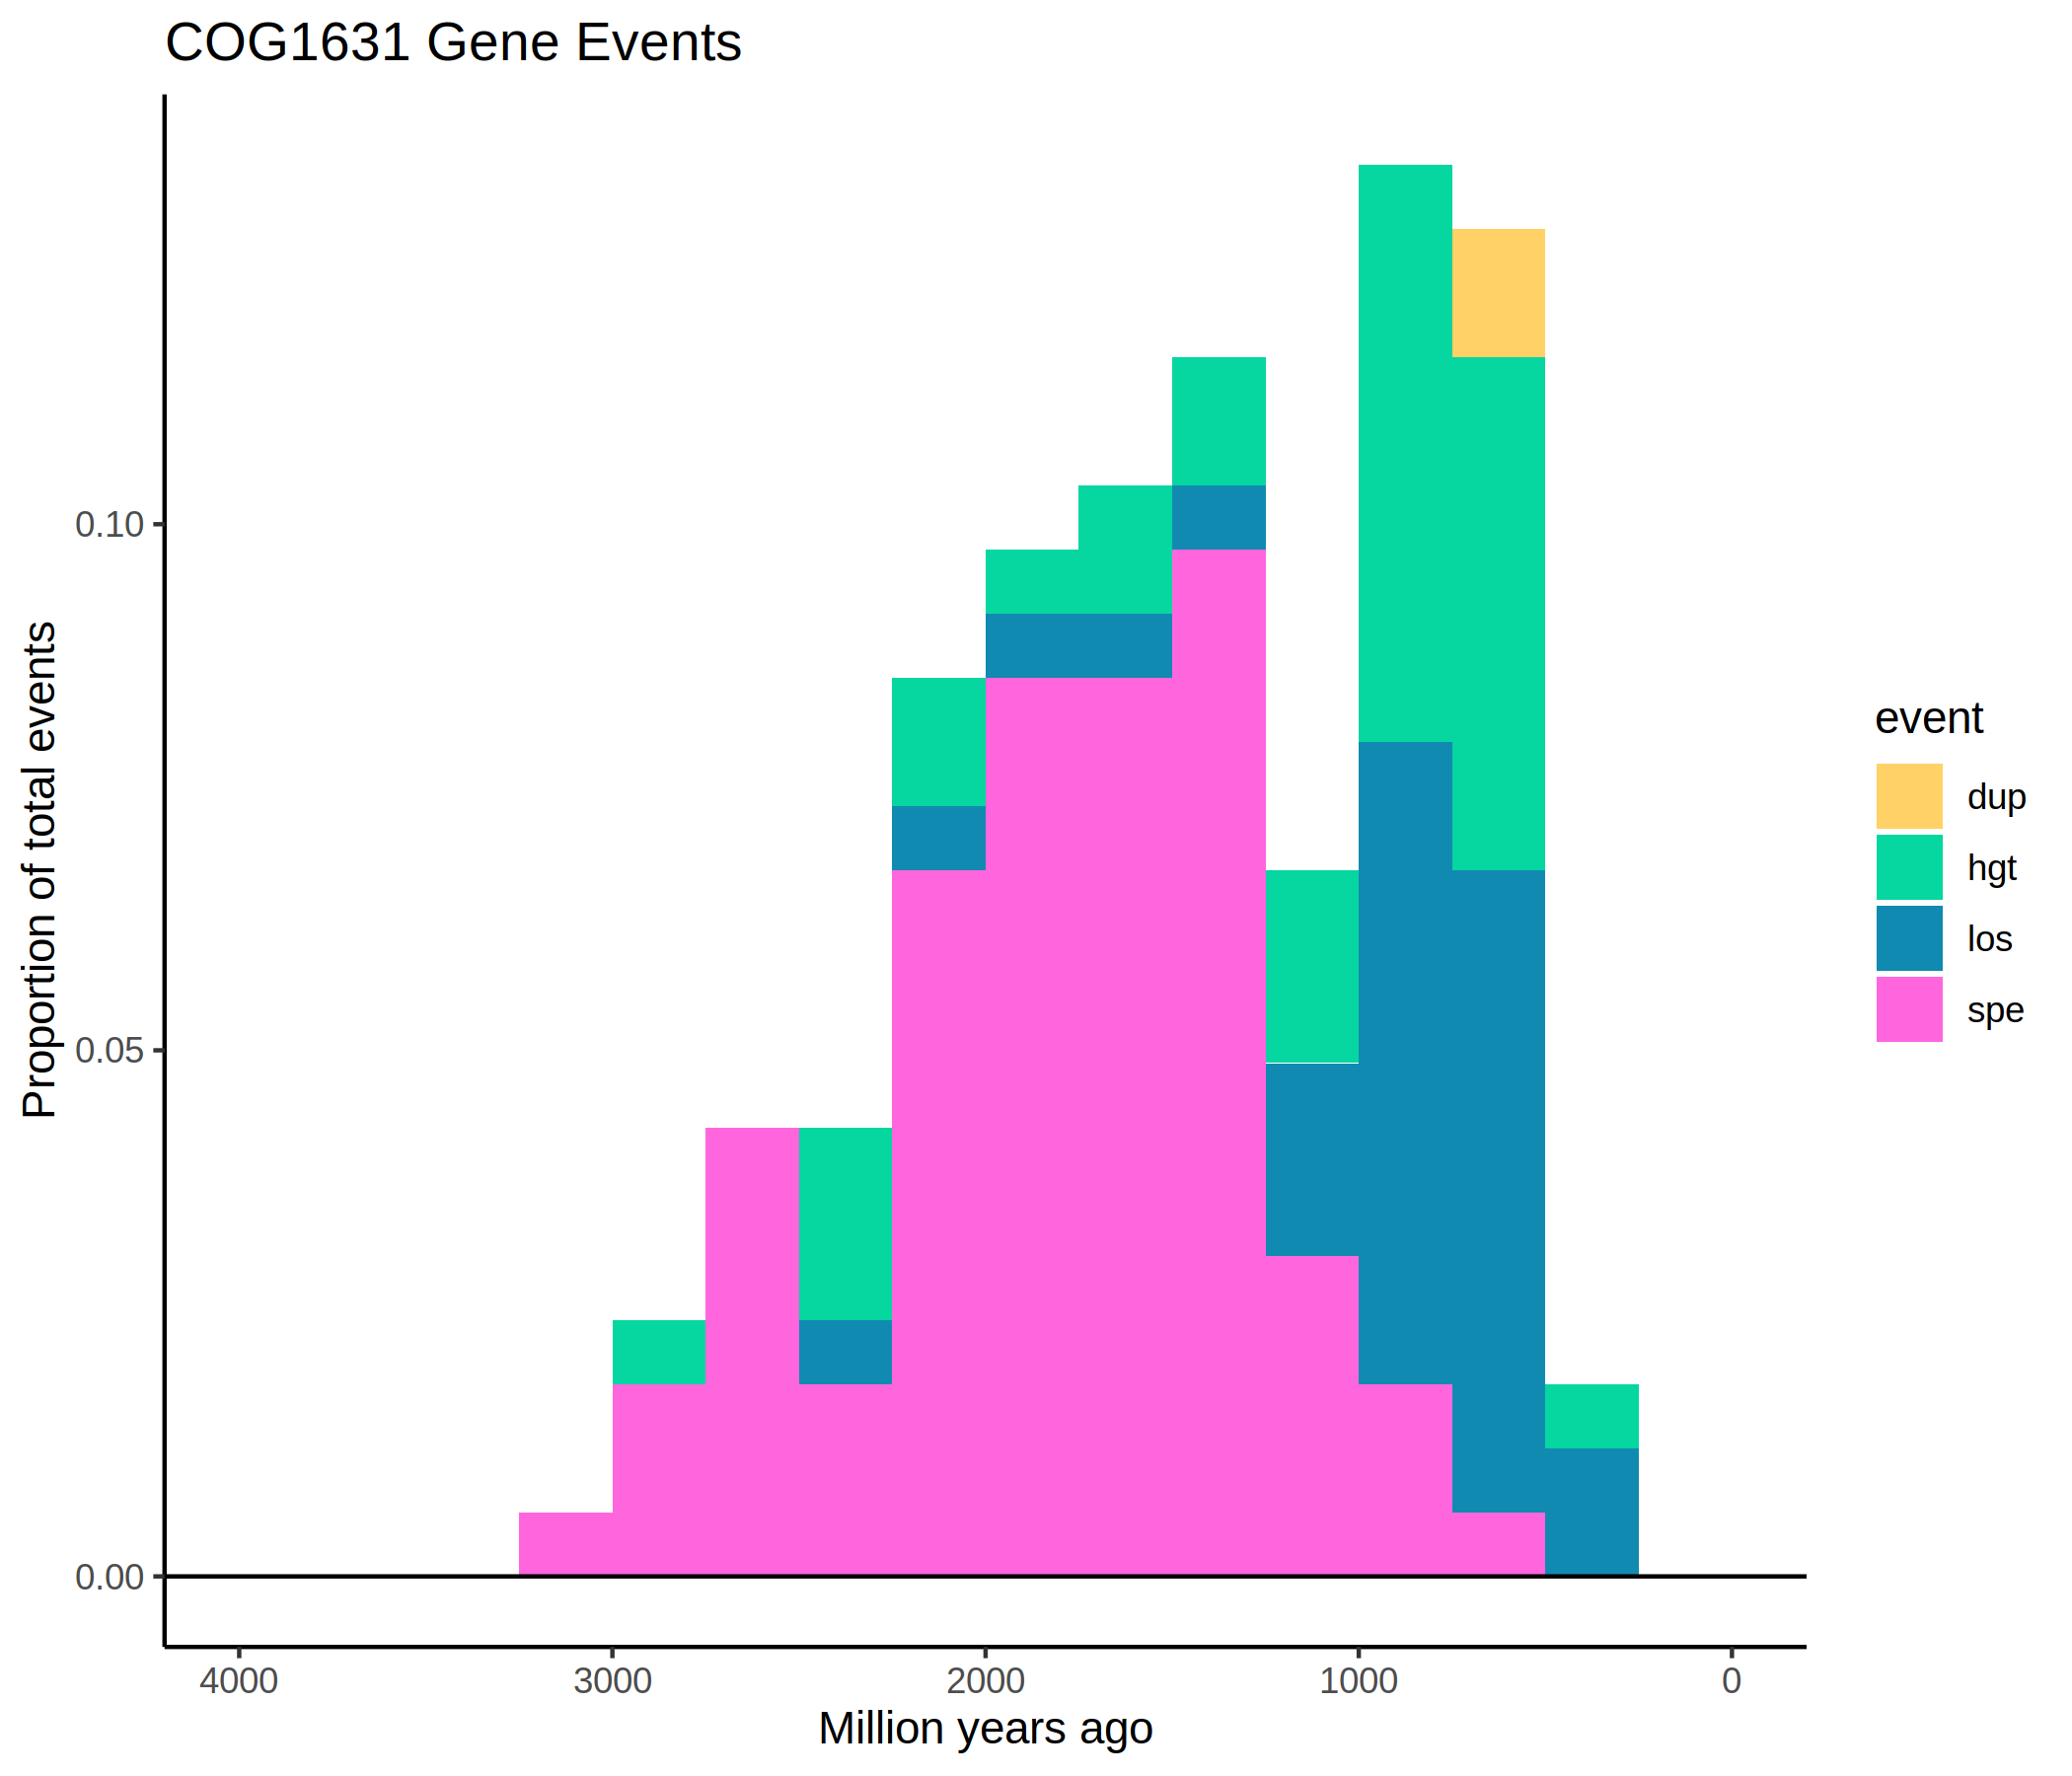 COG1631 Gene Events
Proportion of total events
0.10
0.05
0.00
4000 3000 2000 1000 0
Million years ago
event
dup
hgt
los
spe